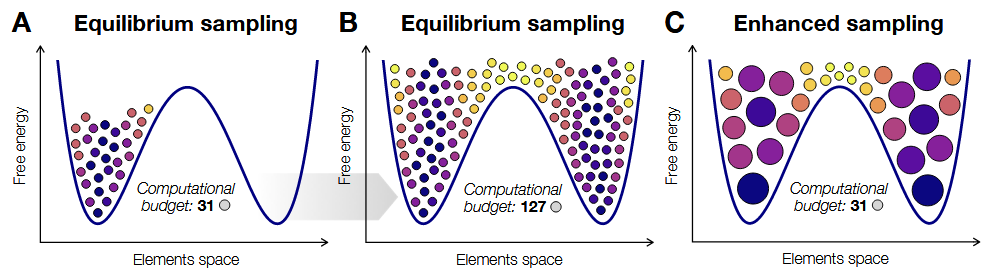 A Equilibrium sampling
Free energy
Computational
budget: 31
Elements space
B Equilibrium sampling
Free energy
Computational
budget: 127
Elements space
C Enhanced sampling
Free energy
Computational
budget: 31
Elements space